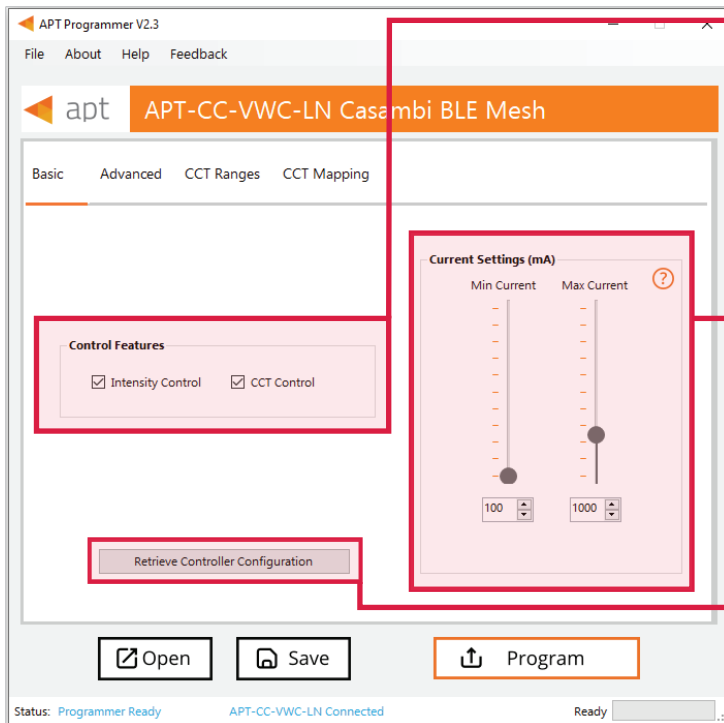 APT Programmer V2.3
File About Help Feedback
apt APT-CC-VWC-LN Casambi BLE Mesh
Basic Advanced CCT Ranges CCT Mapping
Current Settings (mA)
?
Min Current Max Current
Control Features
Intensity Control CCT Control
100 1000
Retrieve Controller Configuration
Open Save Program
Status: Programmer Ready APT-CC-VWC-LN Connected Ready